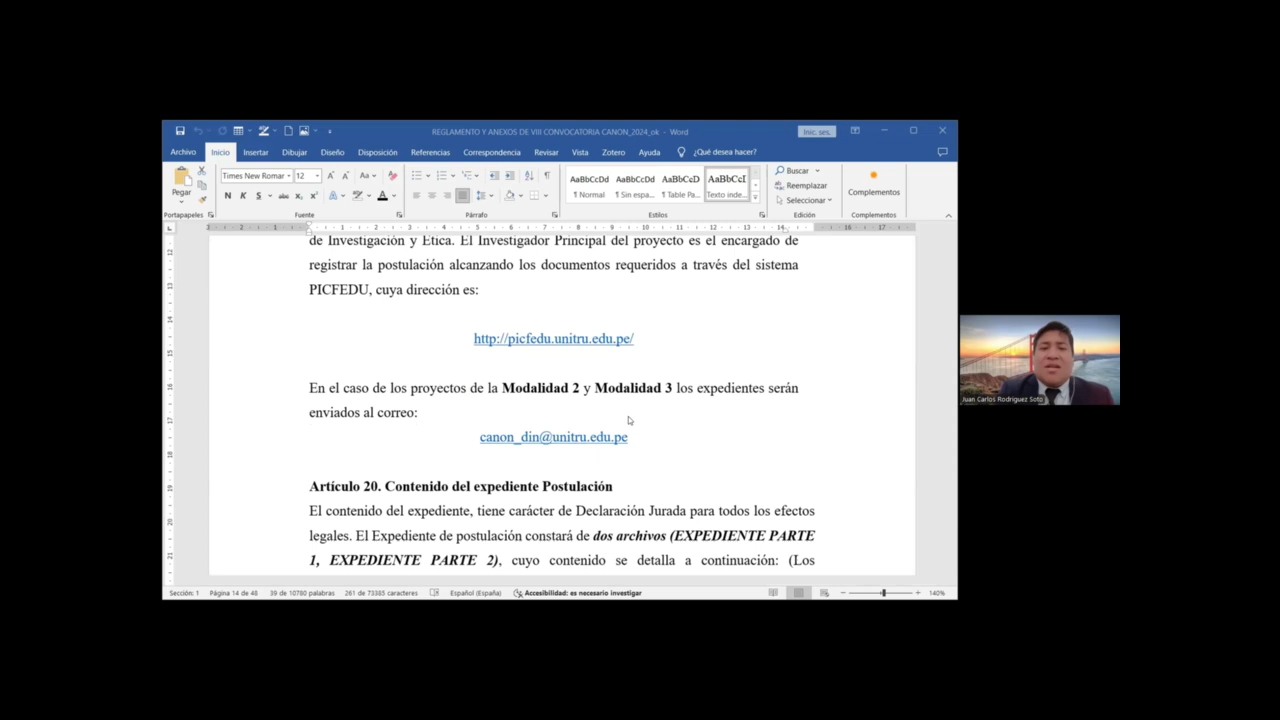 REGLAMENTO Y ANEXOS DE VIII CONVOCATORIA CANON_2024_ok - Word
Inic. ses.
Archivo Inicio Insertar Dibujar Diseño Disposición Referencias Correspondencia Revisar Vista Zotero Ayuda ¿Qué desea hacer?
Pegar
Times New Romar 12
N K S abc x₂ x²
AaBbCcDd AaBbCcDd AaBbCcD AaBbCcI
¶ Normal ¶ Sin espa... ¶ Table Pa... Texto inde...
Buscar
Reemplazar
Seleccionar
Complementos
Portapapeles Fuente Párrafo Estilos Edición Complementos
de Investigación y Ética. El Investigador Principal del proyecto es el encargado de
registrar la postulación alcanzando los documentos requeridos a través del sistema
PICFEDU, cuya dirección es:
http://picfedu.unitru.edu.pe/
En el caso de los proyectos de la Modalidad 2 y Modalidad 3 los expedientes serán
enviados al correo:
canon_din@unitru.edu.pe
Artículo 20. Contenido del expediente Postulación
El contenido del expediente, tiene carácter de Declaración Jurada para todos los efectos
legales. El Expediente de postulación constará de dos archivos (EXPEDIENTE PARTE
1, EXPEDIENTE PARTE 2), cuyo contenido se detalla a continuación: (Los
Sección: 1 Página 14 de 48 39 de 10780 palabras 261 de 73385 caracteres Español (España) Accesibilidad: es necesario investigar 140%
Juan Carlos Rodriguez Soto